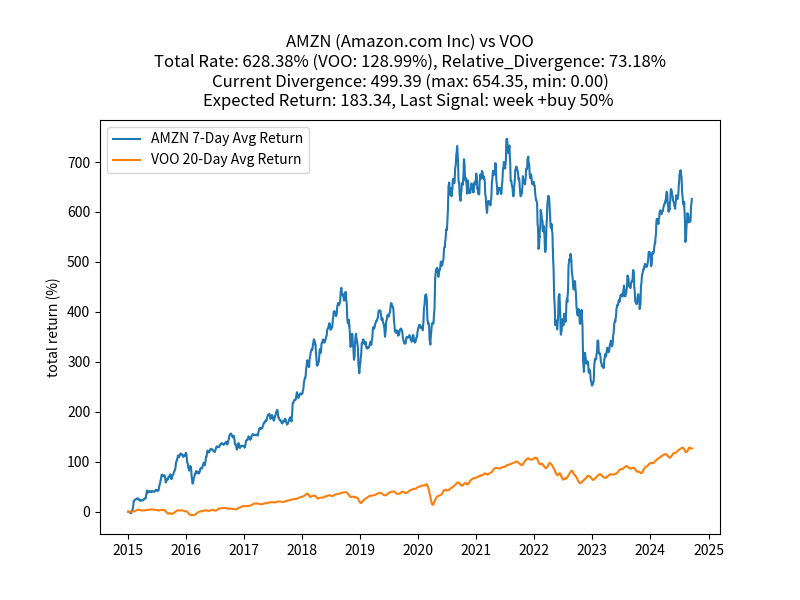 AMZN (Amazon.com Inc) vs VOO
Total Rate: 628.38% (VOO: 128.99%), Relative_Divergence: 73.18%
Current Divergence: 499.39 (max: 654.35, min: 0.00)
Expected Return: 183.34, Last Signal: week +buy 50%
AMZN 7-Day Avg Return
VOO 20-Day Avg Return
total return (%)
700
600
500
400
300
200
100
0
2015 2016 2017 2018 2019 2020 2021 2022 2023 2024 2025